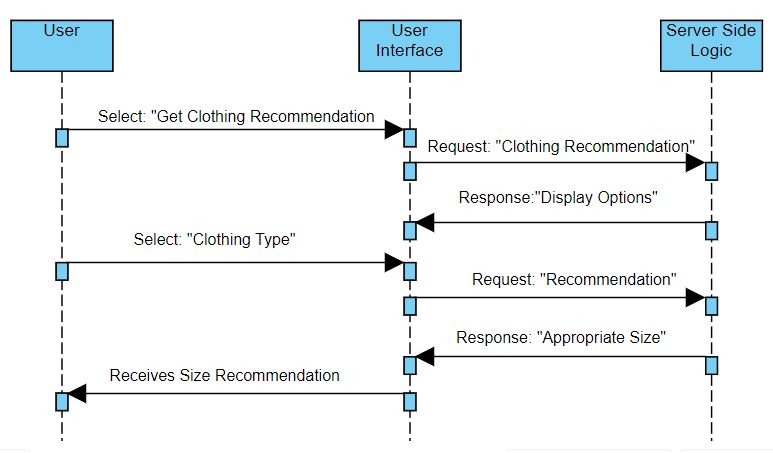 User
User
Interface
Server Side
Logic
Select: "Get Clothing Recommendation
Request: "Clothing Recommendation"
Response:"Display Options"
Select: "Clothing Type"
Request: "Recommendation"
Response: "Appropriate Size"
Receives Size Recommendation